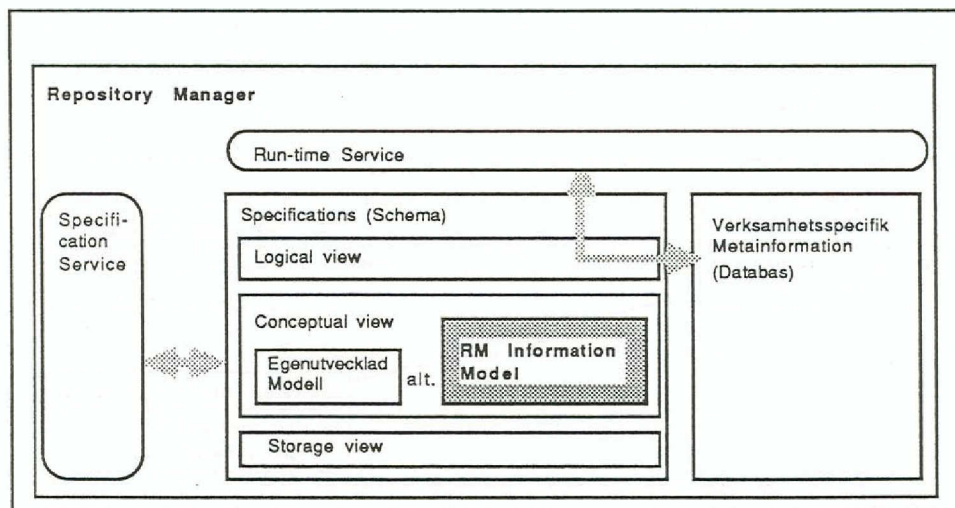 Repository Manager
Run-time Service
Specifi-
cation
Service
Specifications (Schema)
Logical view
Conceptual view
Egenutvecklad
Modell
alt.
RM Information
Model
Storage view
Verksamhetsspecifik
Metainformation
(Databas)